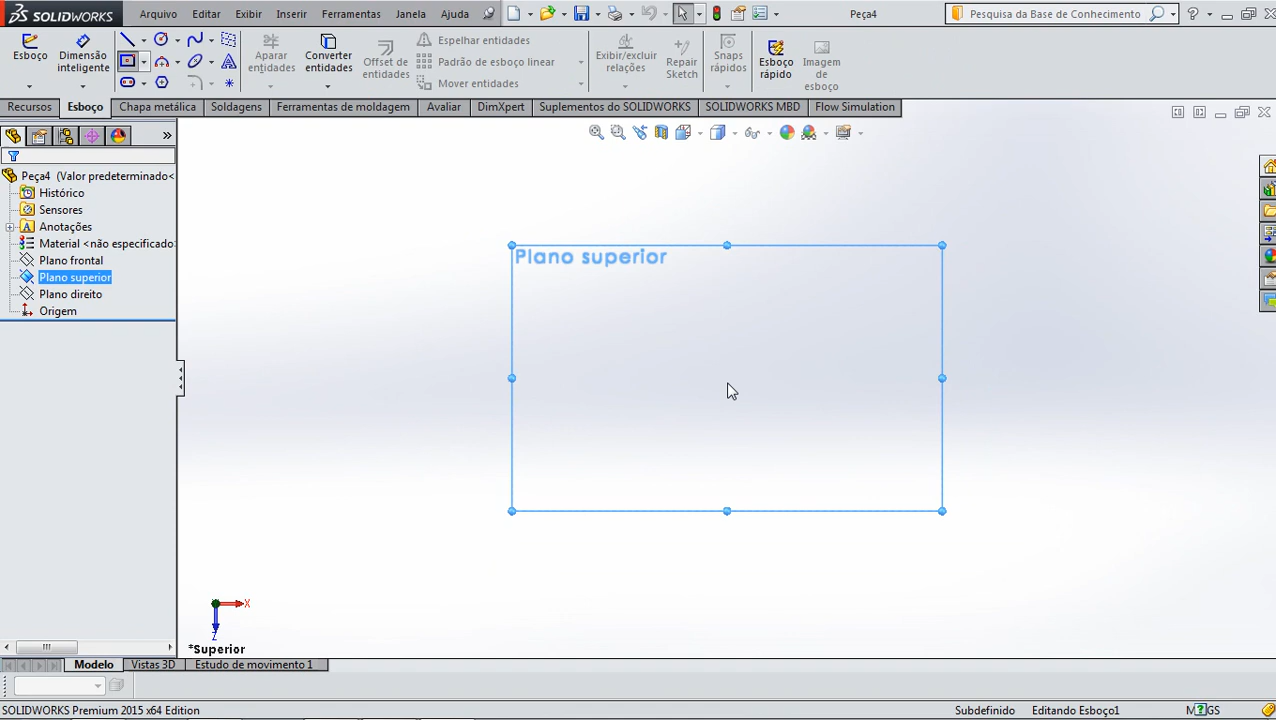 SOLIDWORKS Arquivo Editar Exibir Inserir Ferramentas Janela Ajuda Peça4 Pesquisa da Base de Conhecimento
Esboço
Dimensão inteligente
Aparar entidades
Converter entidades
Offset de entidades
Espelhar entidades
Padrão de esboço linear
Mover entidades
Exibir/excluir relações
Repair Sketch
Snaps rápidos
Esboço rápido
Imagem de esboço
Recursos Esboço Chapa metálica Soldagens Ferramentas de moldagem Avaliar DimXpert Suplementos do SOLIDWORKS SOLIDWORKS MBD Flow Simulation
Peça4 (Valor predeterminado<
Histórico
Sensores
Anotações
Material <não especificado>
Plano frontal
Plano superior
Plano direito
Origem
Plano superior
X
Z
*Superior
Modelo Vistas 3D Estudo de movimento 1
SOLIDWORKS Premium 2015 x64 Edition Subdefinido Editando Esboço1